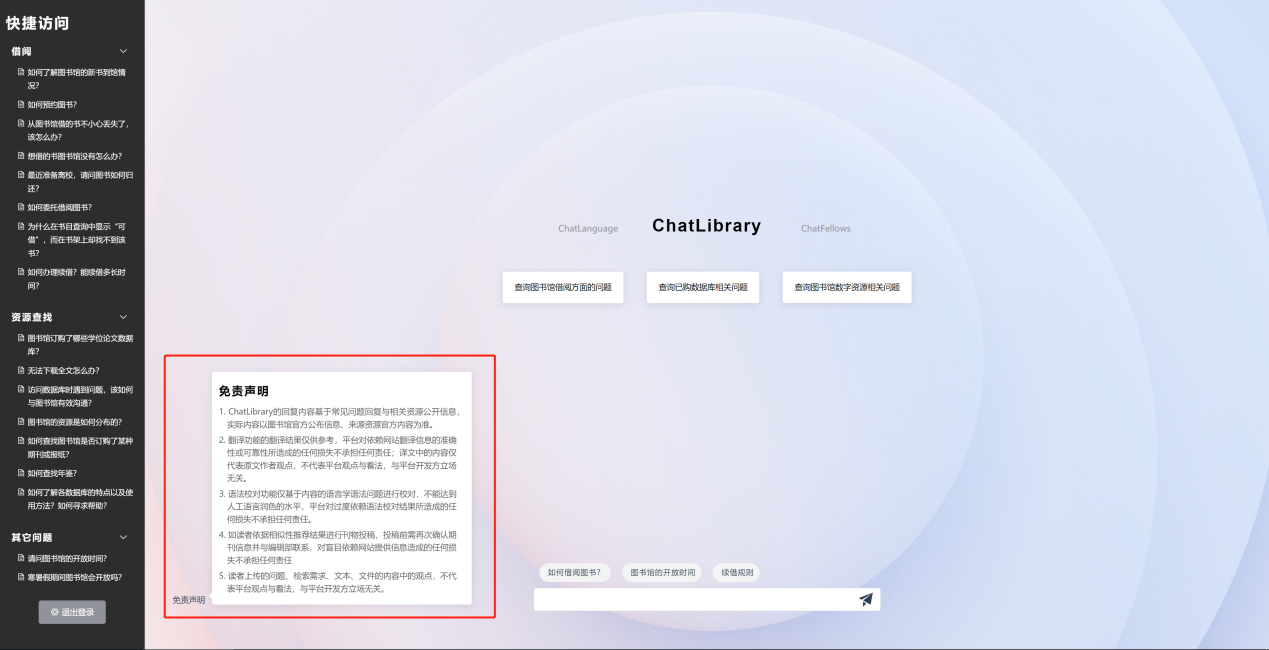 快捷访问
借阅
如何了解图书馆的新书到馆情
况?
如何预约图书?
从图书馆借的书不小心丢失了，
该怎么办?
想借的书图书馆没有怎么办?
最近准备离校，请问图书如何归
还?
如何委托借阅图书?
为什么在书目查询中显示“可
借”，而在书架上却找不到该
书?
如何办理续借? 能续借多长时
间?
资源查找
图书馆订购了哪些学位论文数据
库?
无法下载全文怎么办?
访问数据库时遇到问题，该如何
与图书馆有效沟通?
图书馆的资源是如何分布的?
如何查找图书馆是否订购了某种
期刊或报纸?
如何查找年鉴?
如何了解各数据库的特点以及使
用方法? 如何寻求帮助?
其它问题
请问图书馆的开放时间?
寒暑假期间图书馆会开放吗?
退出登录
ChatLanguage
ChatLibrary
ChatFellows
查询图书馆借阅方面的问题
查询已购数据库相关问题
查询图书馆数字资源相关问题
免责声明
1. ChatLibrary的回复内容基于常见问题回复与相关资源公开信息，
实际内容以图书馆官方公布信息、来源资源官方内容为准。
2. 翻译功能的翻译结果仅供参考，平台对依赖网站翻译信息的准确
性或可靠性所造成的任何损失不承担任何责任；译文中的内容仅
代表原文作者观点，不代表平台观点与看法，与平台开发方立场
无关。
3. 语法校对功能仅基于内容的语言学语法问题进行校对，不能达到
人工语言润色的水平，平台对过度依赖语法校对结果所造成的任
何损失不承担任何责任。
4. 如读者依据相似性推荐结果进行刊物投稿，投稿前需再次确认期
刊信息并与编辑部联系，对盲目依赖网站提供信息造成的任何损
失不承担任何责任
5. 读者上传的问题、检索需求、文本、文件的内容中的观点，不代
表平台观点与看法，与平台开发方立场无关。
免责声明
如何借阅图书?
图书馆的开放时间
续借规则